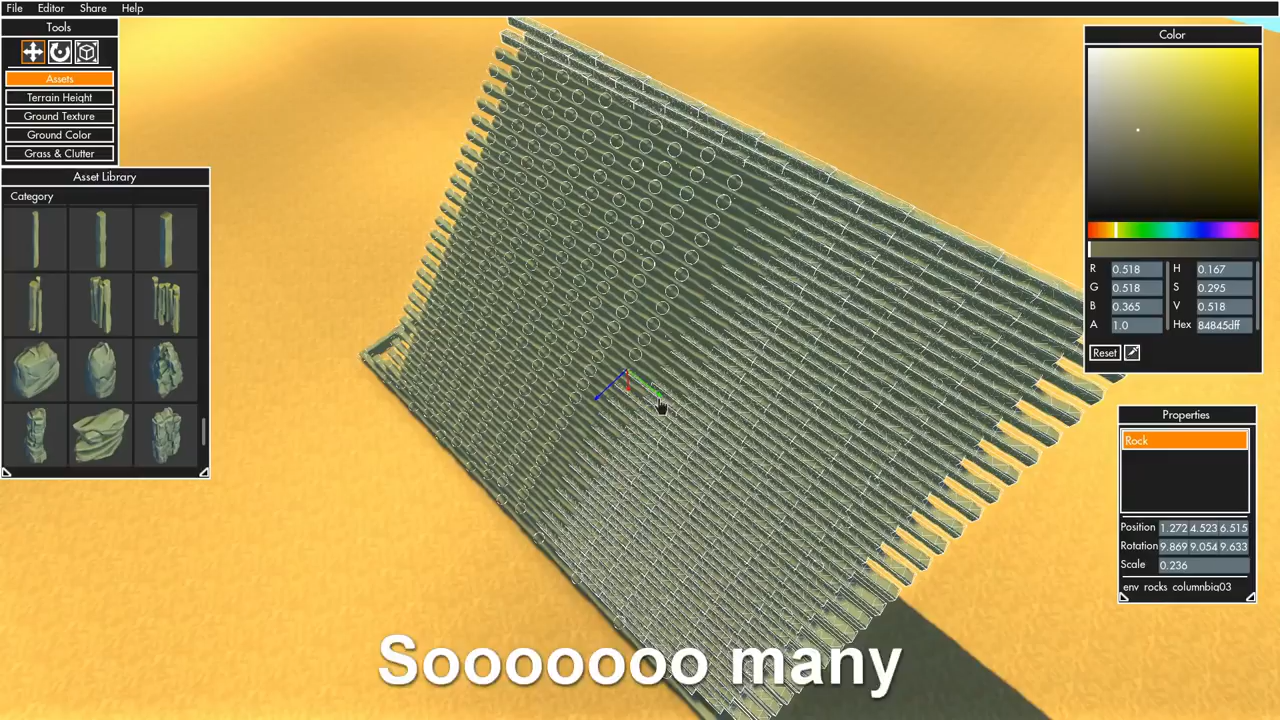 File Editor Share Help
Tools
Assets
Terrain Height
Ground Texture
Ground Color
Grass & Clutter
Asset Library
Category
Color
R 0.518 H 0.167
G 0.518 S 0.295
B 0.365 V 0.518
A 1.0 Hex 84845dff
Reset
Properties
Rock
Position 1.272 4.523 6.515
Rotation 9.869 9.054 9.633
Scale 0.236
env rocks columnbig03
Sooooooo many